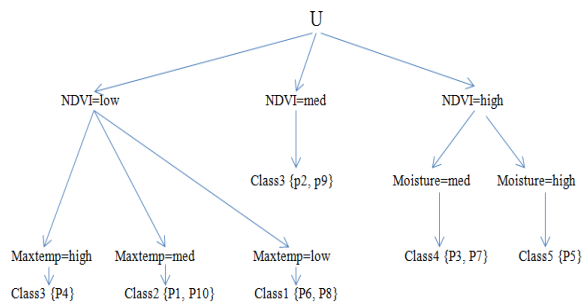 U
NDVI=low NDVI=med NDVI=high
Class3 {p2, p9} Moisture=med Moisture=high
Maxtemp=high Maxtemp=med Maxtemp=low Class4 {P3, P7} Class5 {P5}
Class3 {P4} Class2 {P1, P10} Class1 {P6, P8}